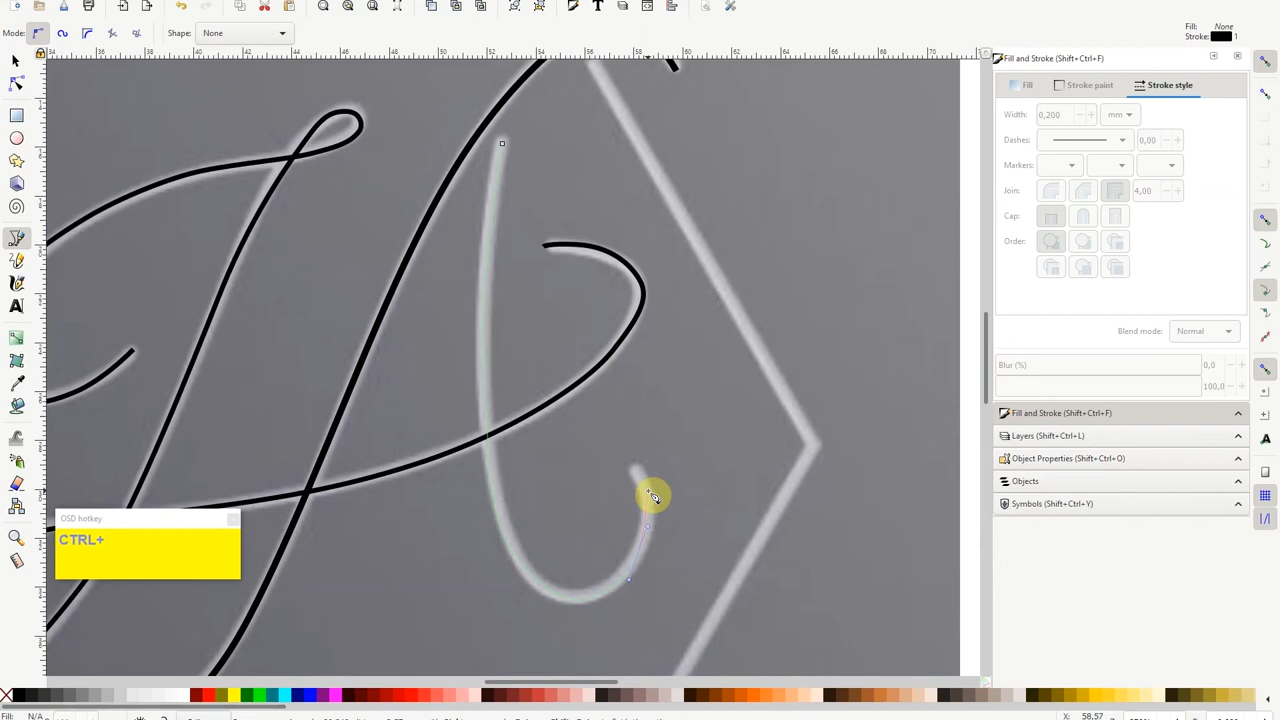 Mode:
Shape: None
Fill: None
Stroke: 1
Fill and Stroke (Shift+Ctrl+F)
Fill
Stroke paint
Stroke style
Width: 0,200 mm
Dashes: 0,00
Markers:
Join: 4,00
Cap:
Order:
Blend mode: Normal
Blur (%) 0,0
100,0
Fill and Stroke (Shift+Ctrl+F)
Layers (Shift+Ctrl+L)
Object Properties (Shift+Ctrl+O)
Objects
Symbols (Shift+Ctrl+Y)
OSD hotkey
CTRL+
Fill: N/A
X: 58,57